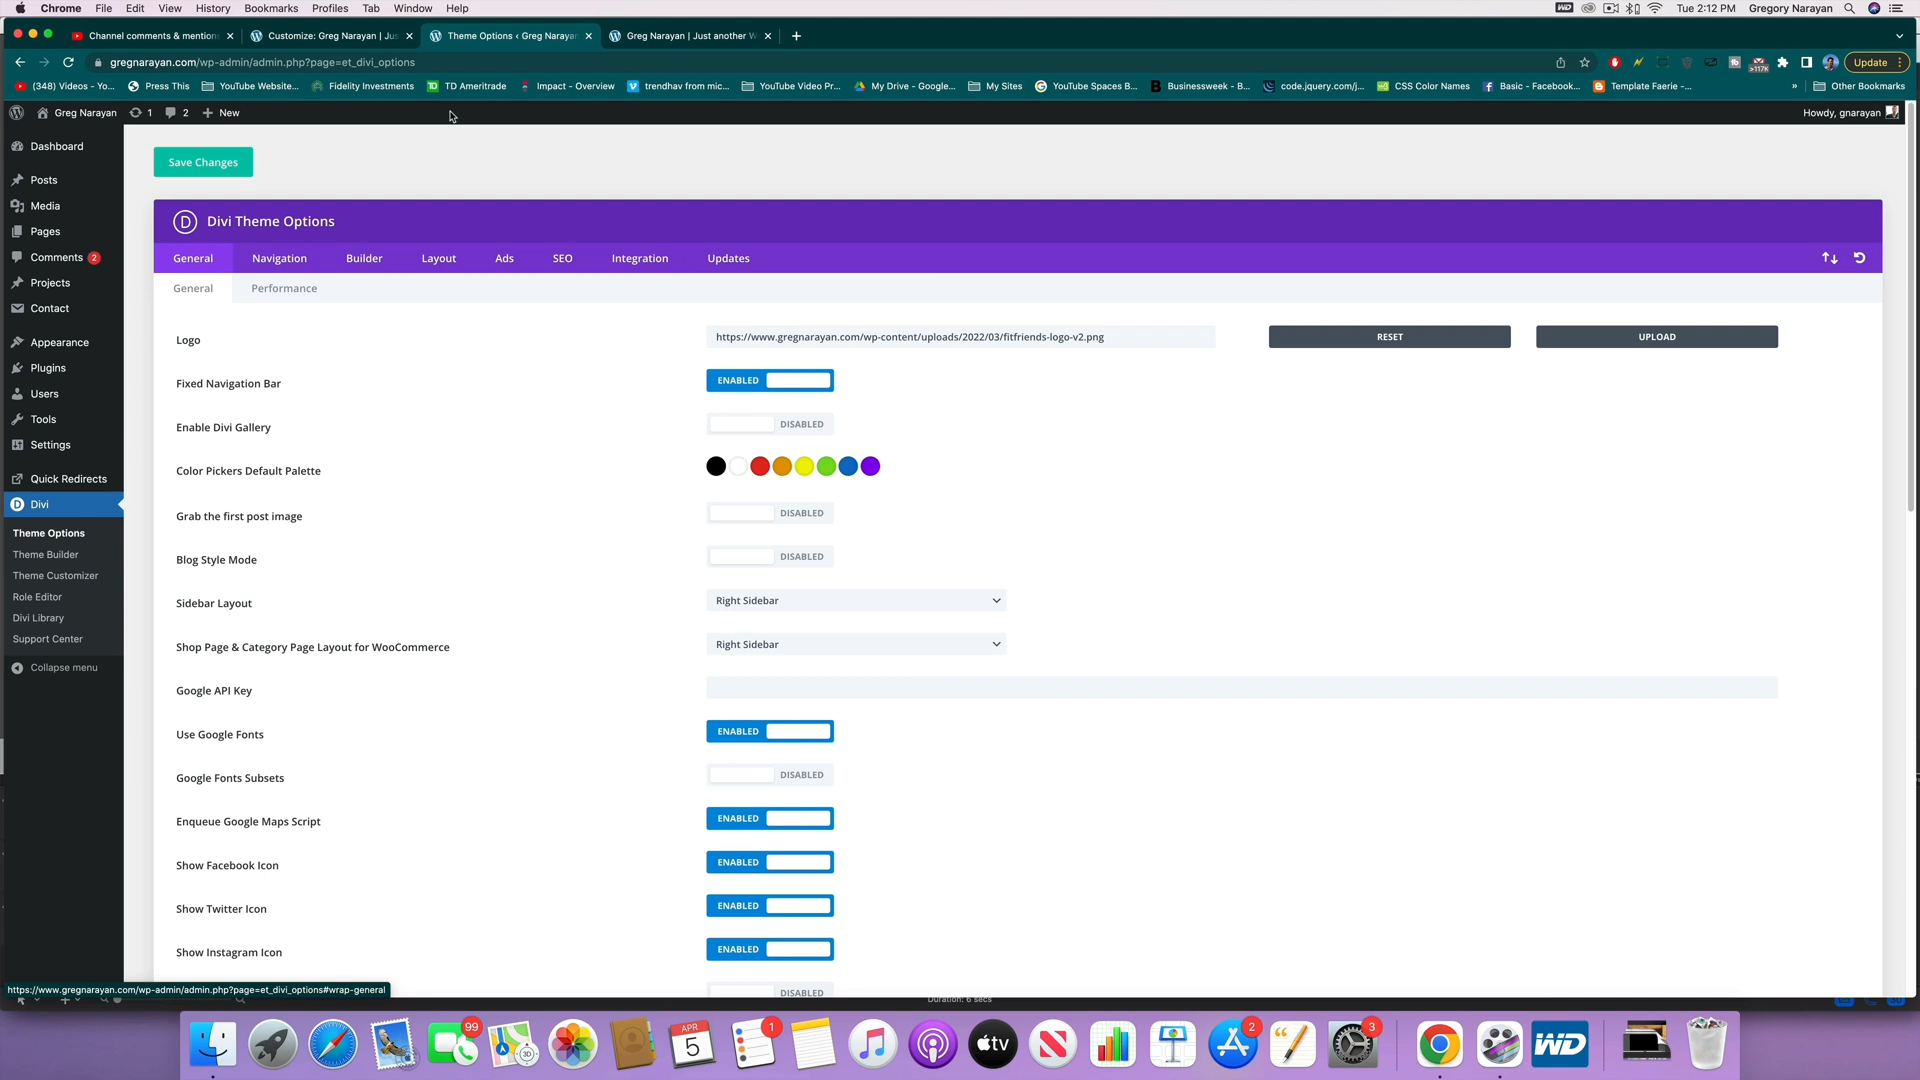 Chrome File Edit View History Bookmarks Profiles Tab Window Help WD Tue 2:12 PM Gregory Narayan
Channel comments & mention Customize: Greg Narayan | Jus Theme Options ‹ Greg Narayan Greg Narayan | Just another W
gregnarayan.com/wp-admin/admin.php?page=et_divi_options >117K Update
(348) Videos - Yo... Press This YouTube Website... Fidelity Investments TD Ameritrade Impact - Overview trendhav from mic... YouTube Video Pr... My Drive - Google... My Sites YouTube Spaces B... Businessweek - B... code.jquery.com/j... CSS Color Names Basic - Facebook... Template Faerie -... » Other Bookmarks
Greg Narayan 1 2 New Howdy, gnarayan
Dashboard
Posts
Media
Pages
Comments 2
Projects
Contact
Appearance
Plugins
Users
Tools
Settings
Quick Redirects
Divi
Theme Options
Theme Builder
Theme Customizer
Role Editor
Divi Library
Support Center
Collapse menu
Save Changes
D Divi Theme Options
General Navigation Builder Layout Ads SEO Integration Updates
General Performance
Logo https://www.gregnarayan.com/wp-content/uploads/2022/03/fitfriends-logo-v2.png RESET UPLOAD
Fixed Navigation Bar ENABLED
Enable Divi Gallery DISABLED
Color Pickers Default Palette
Grab the first post image DISABLED
Blog Style Mode DISABLED
Sidebar Layout Right Sidebar
Shop Page & Category Page Layout for WooCommerce Right Sidebar
Google API Key
Use Google Fonts ENABLED
Google Fonts Subsets DISABLED
Enqueue Google Maps Script ENABLED
Show Facebook Icon ENABLED
Show Twitter Icon ENABLED
Show Instagram Icon ENABLED
DISABLED
https://www.gregnarayan.com/wp-admin/admin.php?page=et_divi_options#wrap-general
Duration: 6 secs
99 3D APR 5 1 tv 2 3 WD